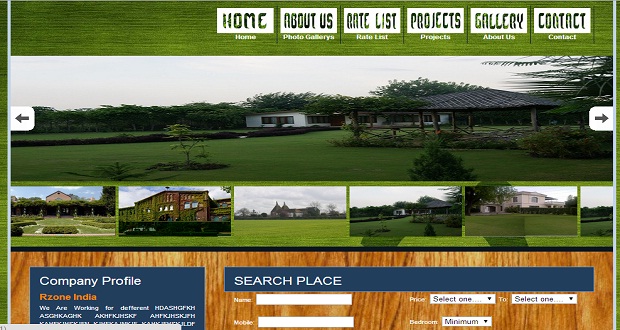 HOME ABOUT US RATE LIST PROJECTS GALLERY CONTACT
Home Photo Gallerys Rate List Projects About Us Contact
Company Profile
Rzone India
We Are Working for defferent HDASHGFKH
ASGHKAGHK AKHFKJHSKF AHFKJHSKJFH
SEARCH PLACE
Name: Price: Select one.... To: Select one....
Mobile: Bedroom: Minimum